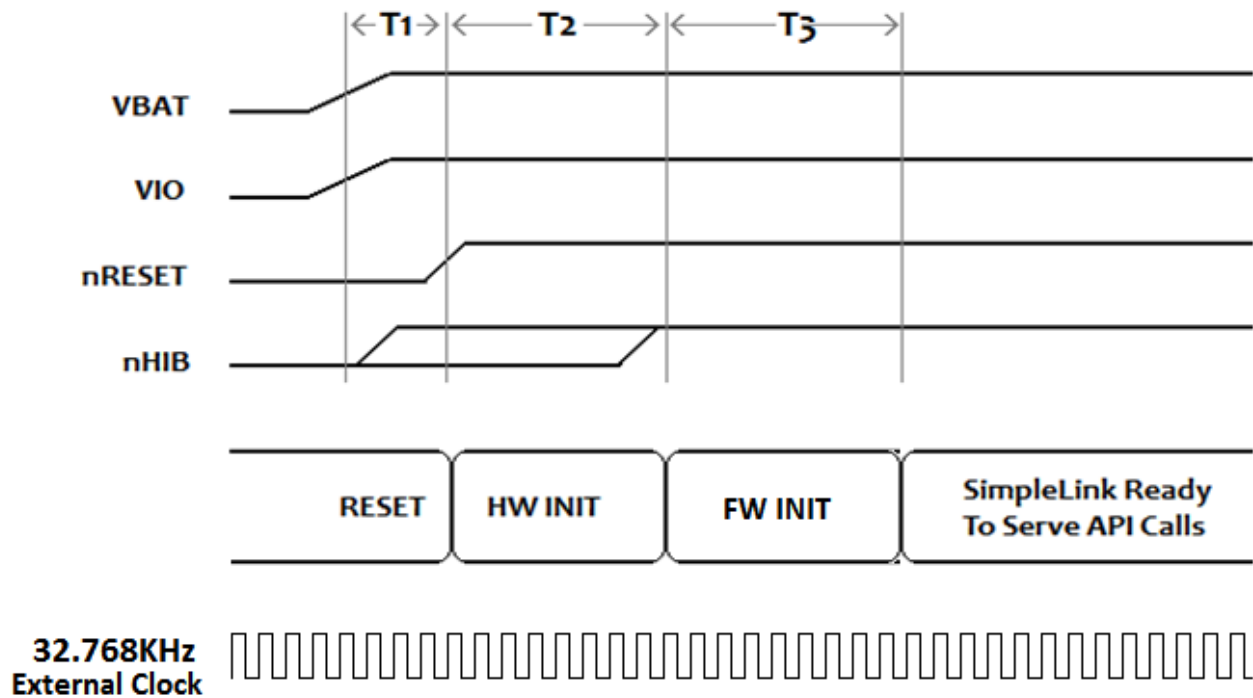 T1 T2 T3
VBAT
VIO
nRESET
nHIB
RESET HW INIT FW INIT SimpleLink Ready
To Serve API Calls
32.768KHz
External Clock